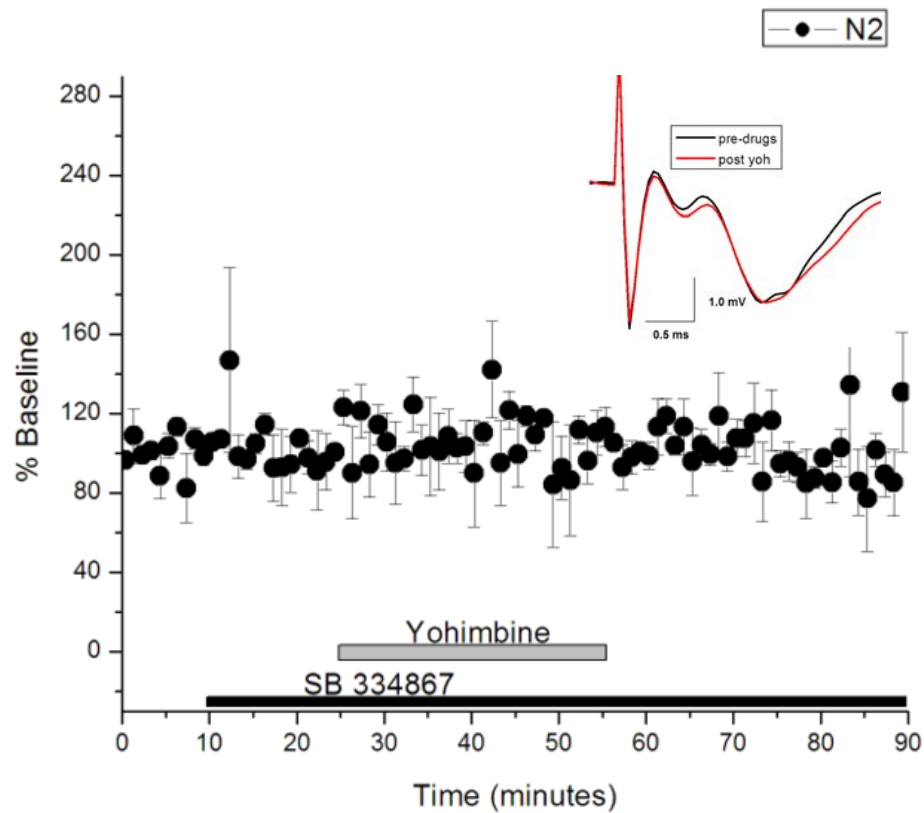 N2
280
240
200
160
120
80
40
0
% Baseline
pre-drugs
post yoh
1.0 mV
0.5 ms
Yohimbine
SB 334867
0 10 20 30 40 50 60 70 80 90
Time (minutes)